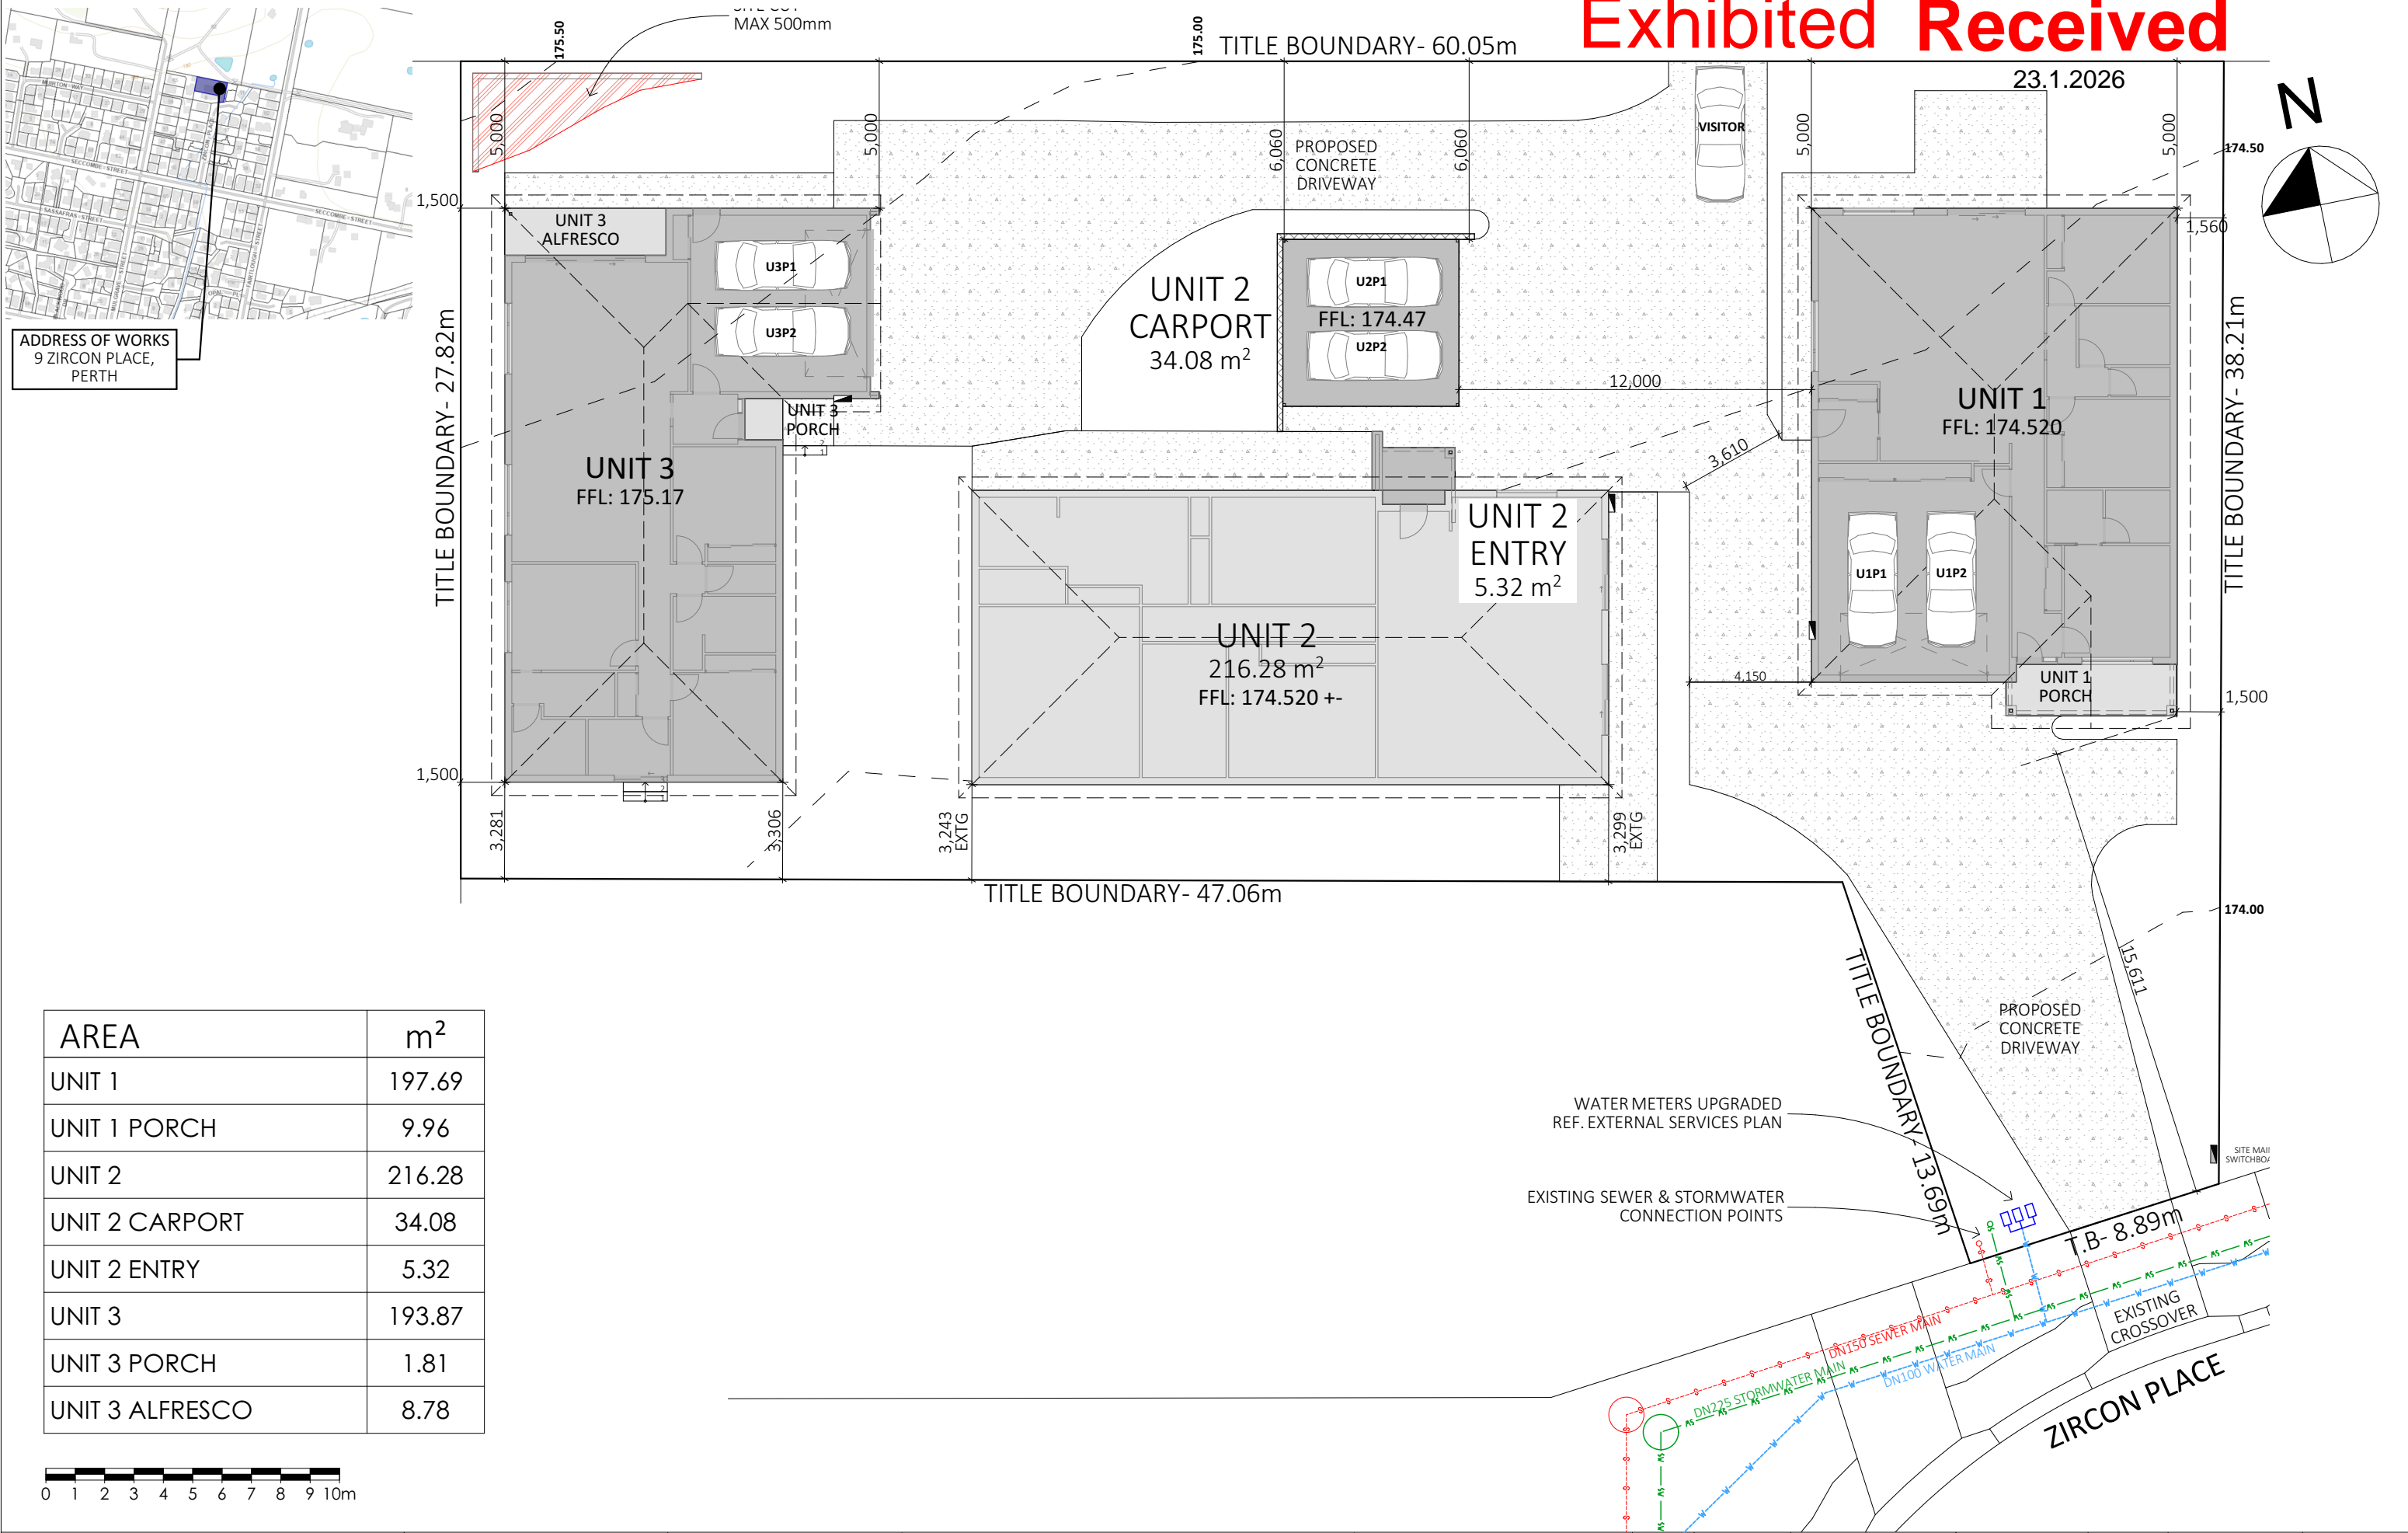 Exhibited Received
23.1.2026
MAX 500mm
175.50
175.00
TITLE BOUNDARY- 60.05m
N
SECCOMBE-STREET
SECCOMBE-STREET
SASSAFRAS-STREET
ADDRESS OF WORKS
9 ZIRCON PLACE,
PERTH
5,000
5,000
6,060
6,060
5,000
5,000
PROPOSED
CONCRETE
DRIVEWAY
VISITOR
174.50
1,500
1,560
UNIT 3
ALFRESCO
U3P1
U3P2
UNIT 3
PORCH
2
1
UNIT 3
FFL: 175.17
TITLE BOUNDARY- 27.82m
UNIT 2
CARPORT
34.08 m²
U2P1
FFL: 174.47
U2P2
12,000
3,610
UNIT 1
FFL: 174.520
TITLE BOUNDARY- 38.21m
UNIT 2
ENTRY
5.32 m²
U1P1
U1P2
UNIT 2
216.28 m²
FFL: 174.520 +-
4,150
UNIT 1
PORCH
1,500
1,500
2
1
3,281
3,306
3,243
EXTG
3,299
EXTG
TITLE BOUNDARY- 47.06m
174.00
15,611
TITLE BOUNDARY- 13.69m
PROPOSED
CONCRETE
DRIVEWAY
AREA m²
UNIT 1 197.69
UNIT 1 PORCH 9.96
UNIT 2 216.28
UNIT 2 CARPORT 34.08
UNIT 2 ENTRY 5.32
UNIT 3 193.87
UNIT 3 PORCH 1.81
UNIT 3 ALFRESCO 8.78
WATER METERS UPGRADED
REF. EXTERNAL SERVICES PLAN
EXISTING SEWER & STORMWATER
CONNECTION POINTS
SITE
T.B- 8.89m
EXISTING
CROSSOVER
DN150 SEWER MAIN
DN225 STORMWATER MAIN
DN100 WATER MAIN
ZIRCON PLACE
0 1 2 3 4 5 6 7 8 9 10m